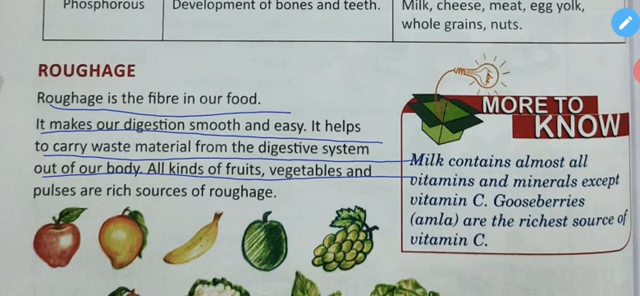 Phosphorous
Development of bones and teeth.
Milk, cheese, meat, egg yolk,
whole grains, nuts.
ROUGHAGE
Roughage is the fibre in our food.
It makes our digestion smooth and easy. It helps
to carry waste material from the digestive system
out of our body. All kinds of fruits, vegetables and
pulses are rich sources of roughage.
MORE TO
KNOW
Milk contains almost all
vitamins and minerals except
vitamin C. Gooseberries
(amla) are the richest source of
vitamin C.